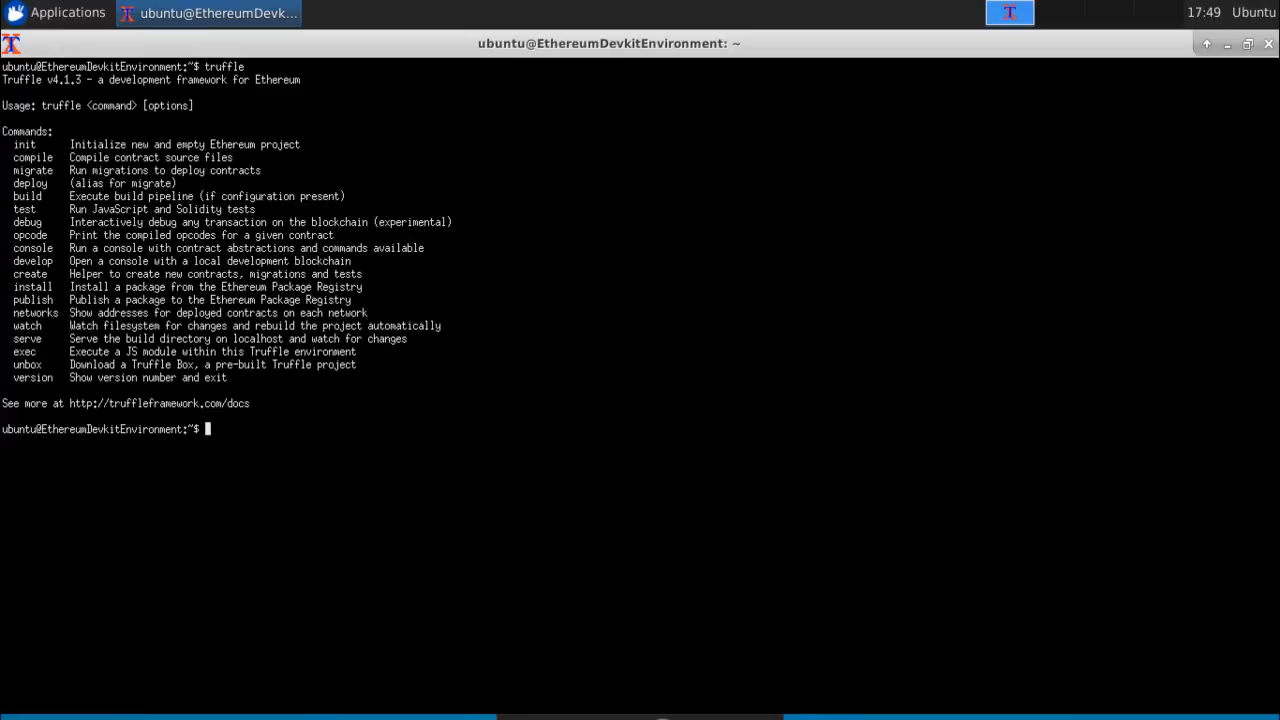 Applications ubuntu@EthereumDevk... 17:49 Ubuntu
ubuntu@EthereumDevkitEnvironment: ~
ubuntu@EthereumDevkitEnvironment:~$ truffle
Truffle v4.1.3 - a development framework for Ethereum
Usage: truffle <command> [options]
Commands:
init Initialize new and empty Ethereum project
compile Compile contract source files
migrate Run migrations to deploy contracts
deploy (alias for migrate)
build Execute build pipeline (if configuration present)
test Run JavaScript and Solidity tests
debug Interactively debug any transaction on the blockchain (experimental)
opcode Print the compiled opcodes for a given contract
console Run a console with contract abstractions and commands available
develop Open a console with a local development blockchain
create Helper to create new contracts, migrations and tests
install Install a package from the Ethereum Package Registry
publish Publish a package to the Ethereum Package Registry
networks Show addresses for deployed contracts on each network
watch Watch filesystem for changes and rebuild the project automatically
serve Serve the build directory on localhost and watch for changes
exec Execute a JS module within this Truffle environment
unbox Download a Truffle Box, a pre-built Truffle project
version Show version number and exit
See more at http://truffleframework.com/docs
ubuntu@EthereumDevkitEnvironment:~$